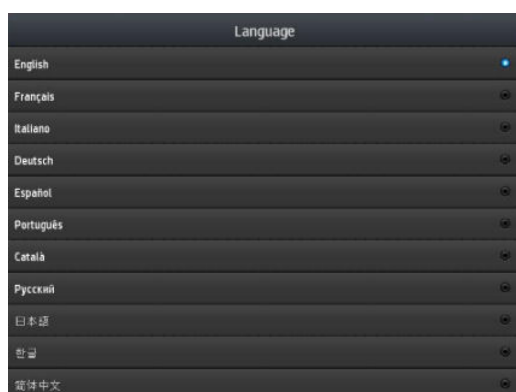 Language
English
Français
Italiano
Deutsch
Español
Português
Català
Русский
日本語
한글
简体中文